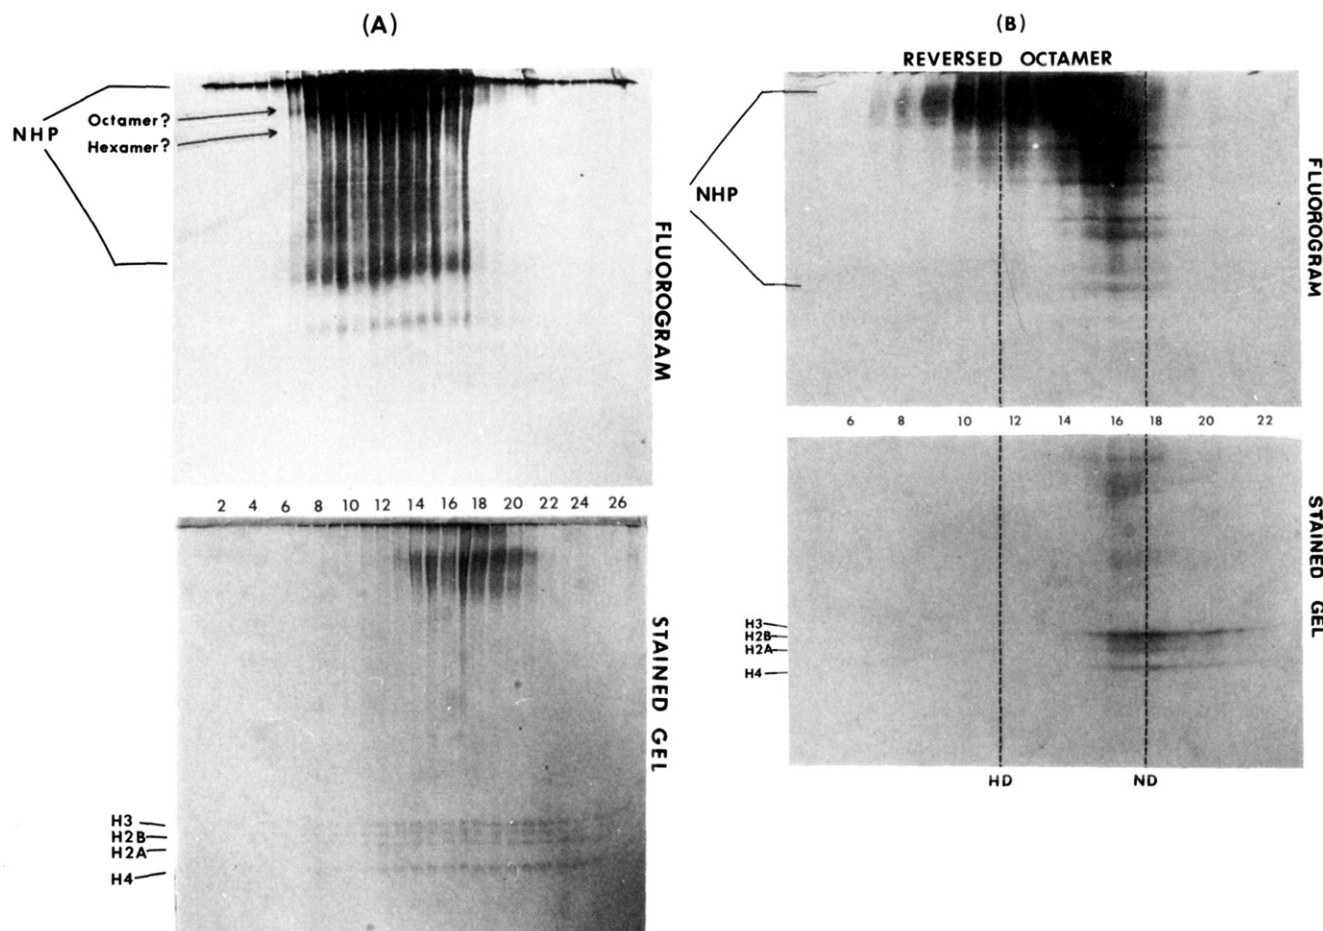 (A)
(B)
REVERSED OCTAMER
NHP
Octamer?
Hexamer?
FLUOROGRAM
NHP
FLUOROGRAM
6 8 10 12 14 16 18 20 22
2 4 6 8 10 12 14 16 18 20 22 24 26
STAINED GEL
STAINED GEL
H3
H2B
H2A
H4
H3
H2B
H2A
H4
HD
ND